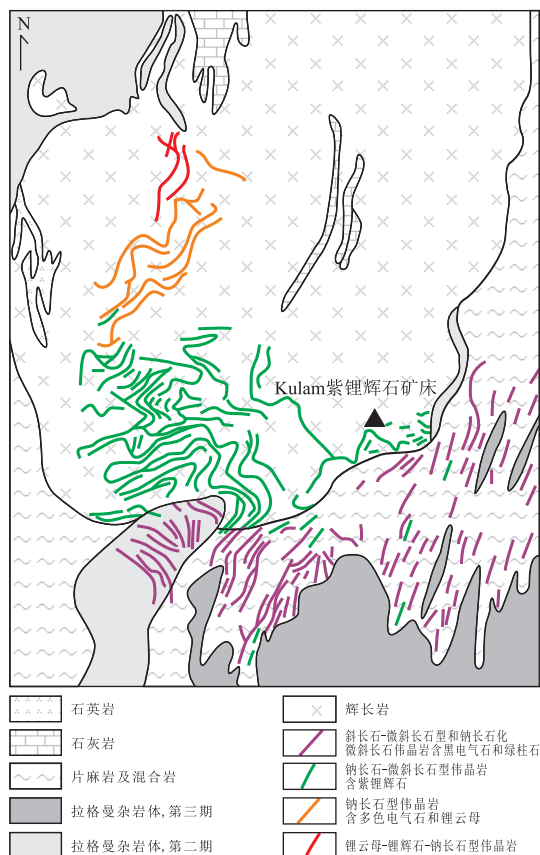 N
Kulam紫锂辉石矿床
石英岩
石灰岩
片麻岩及混合岩
拉格曼杂岩体,第三期
拉格曼杂岩体,第二期
辉长岩
斜长石-微斜长石型和钠长石化
微斜长石伟晶岩含黑电气石和绿柱石
钠长石-微斜长石型伟晶岩
含紫锂辉石
钠长石型伟晶岩
含多色电气石和锂云母
锂云母-锂辉石-钠长石型伟晶岩